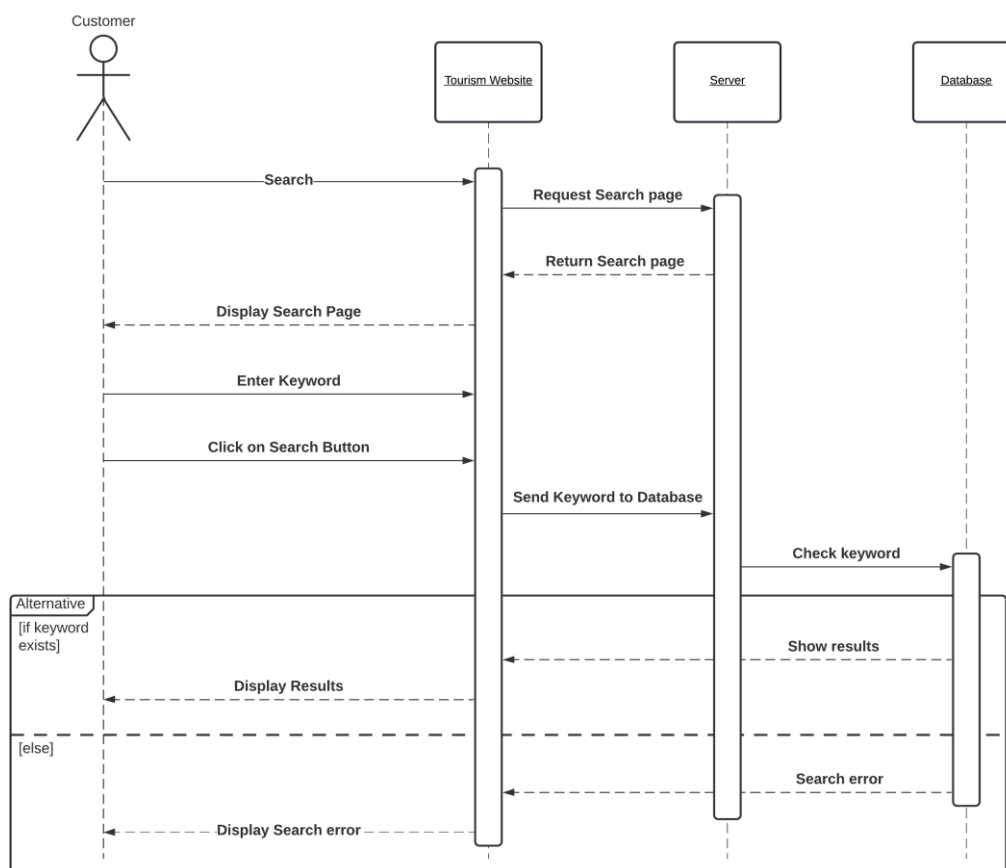 Customer
Tourism Website
Server
Database
Search
Request Search page
Return Search page
Display Search Page
Enter Keyword
Click on Search Button
Send Keyword to Database
Check keyword
Alternative
[if keyword
exists]
Show results
Display Results
[else]
Search error
Display Search error